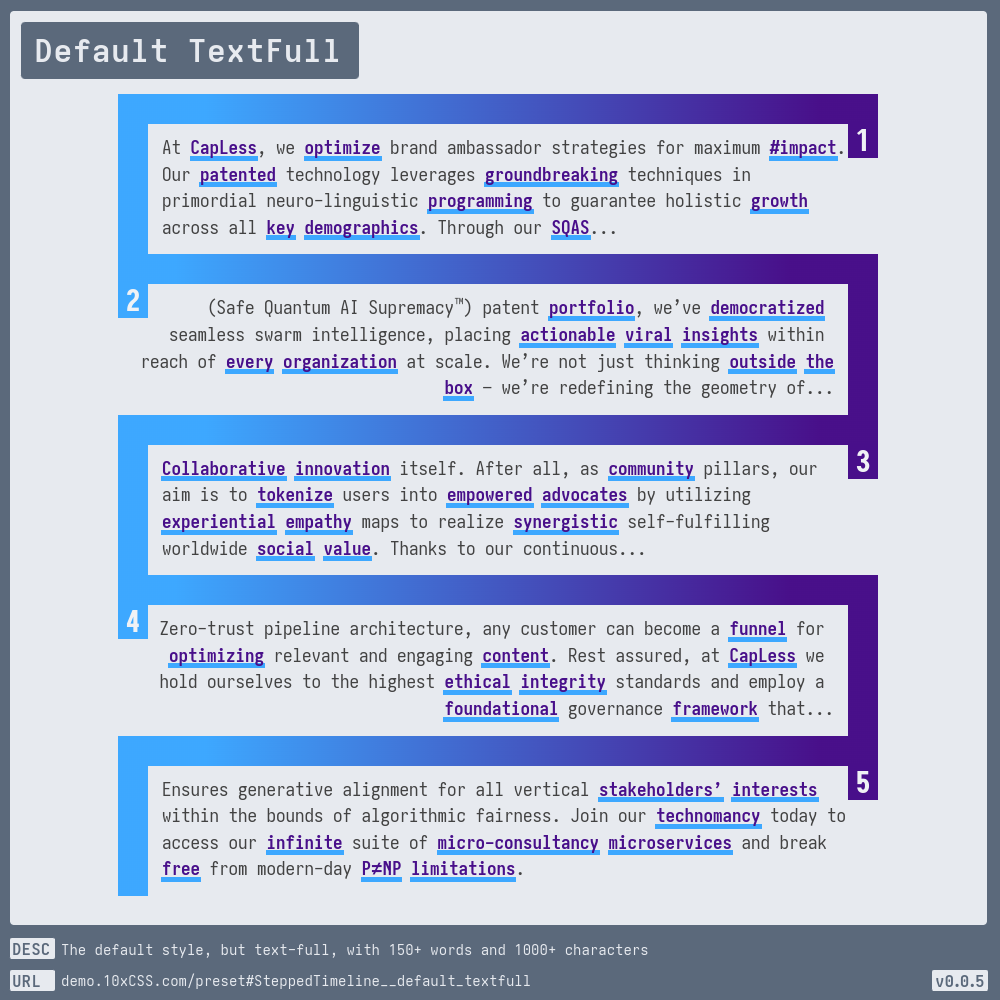 Default TextFull
1
At CapLess, we optimize brand ambassador strategies for maximum #impact.
Our patented technology leverages groundbreaking techniques in
primordial neuro-linguistic programming to guarantee holistic growth
across all key demographics. Through our SQAS...
2
(Safe Quantum AI Supremacy™) patent portfolio, we’ve democratized
seamless swarm intelligence, placing actionable viral insights within
reach of every organization at scale. We’re not just thinking outside the
box — we’re redefining the geometry of...
3
Collaborative innovation itself. After all, as community pillars, our
aim is to tokenize users into empowered advocates by utilizing
experiential empathy maps to realize synergistic self-fulfilling
worldwide social value. Thanks to our continuous...
4
Zero-trust pipeline architecture, any customer can become a funnel for
optimizing relevant and engaging content. Rest assured, at CapLess we
hold ourselves to the highest ethical integrity standards and employ a
foundational governance framework that...
5
Ensures generative alignment for all vertical stakeholders’ interests
within the bounds of algorithmic fairness. Join our technomancy today to
access our infinite suite of micro-consultancy microservices and break
free from modern-day P≠NP limitations.
DESC The default style, but text-full, with 150+ words and 1000+ characters
URL demo.10xCSS.com/preset#SteppedTimeline__default_textfull
v0.0.5